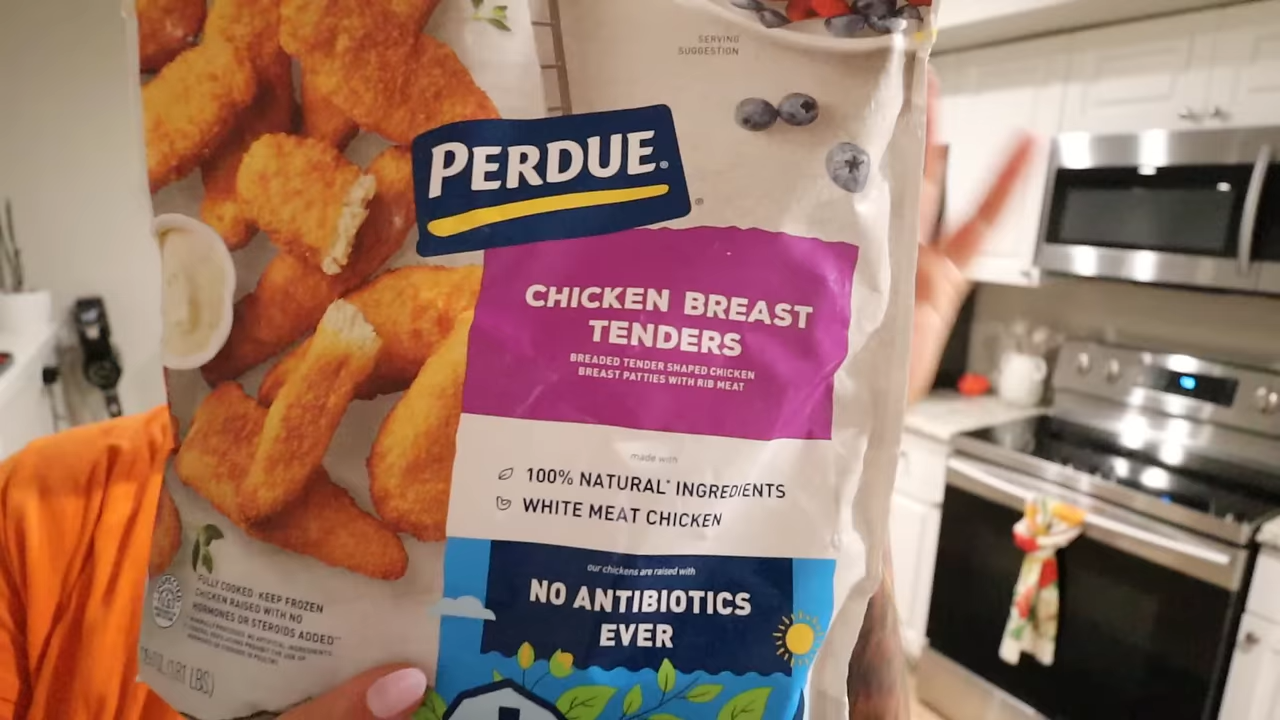 SERVING
SUGGESTION
PERDUE®
®
CHICKEN BREAST
TENDERS
BREADED TENDER SHAPED CHICKEN
BREAST PATTIES WITH RIB MEAT
made with
100% NATURAL* INGREDIENTS
WHITE MEAT CHICKEN
our chickens are raised with
NO ANTIBIOTICS
EVER
FULLY COOKED · KEEP FROZEN
CHICKEN RAISED WITH NO
HORMONES OR STEROIDS ADDED**
LBS.)